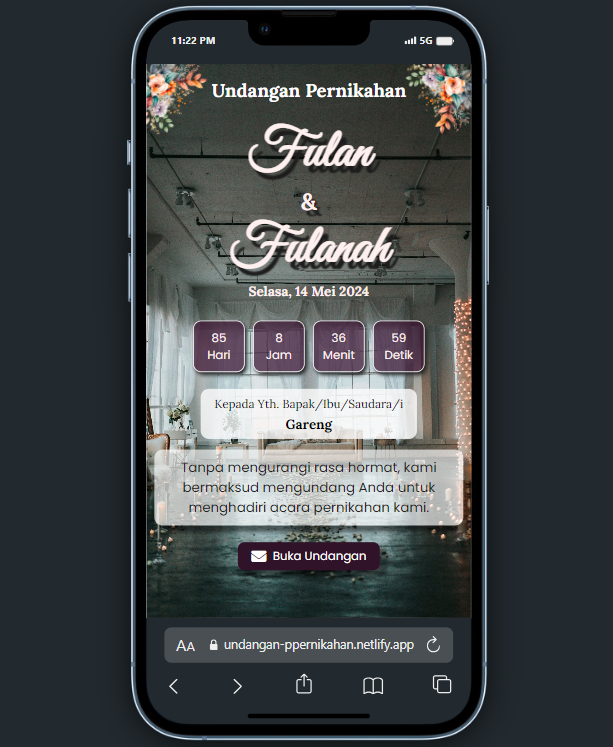 11:22 PM
5G
Undangan Pernikahan
Fulan
&
Fulanah
Selasa, 14 Mei 2024
85 8 36 59
Hari Jam Menit Detik
Kepada Yth. Bapak/Ibu/Saudara/i
Gareng
Tanpa mengurangi rasa hormat, kami
bermaksud mengundang Anda untuk
menghadiri acara pernikahan kami.
Buka Undangan
AA undangan-ppernikahan.netlify.app